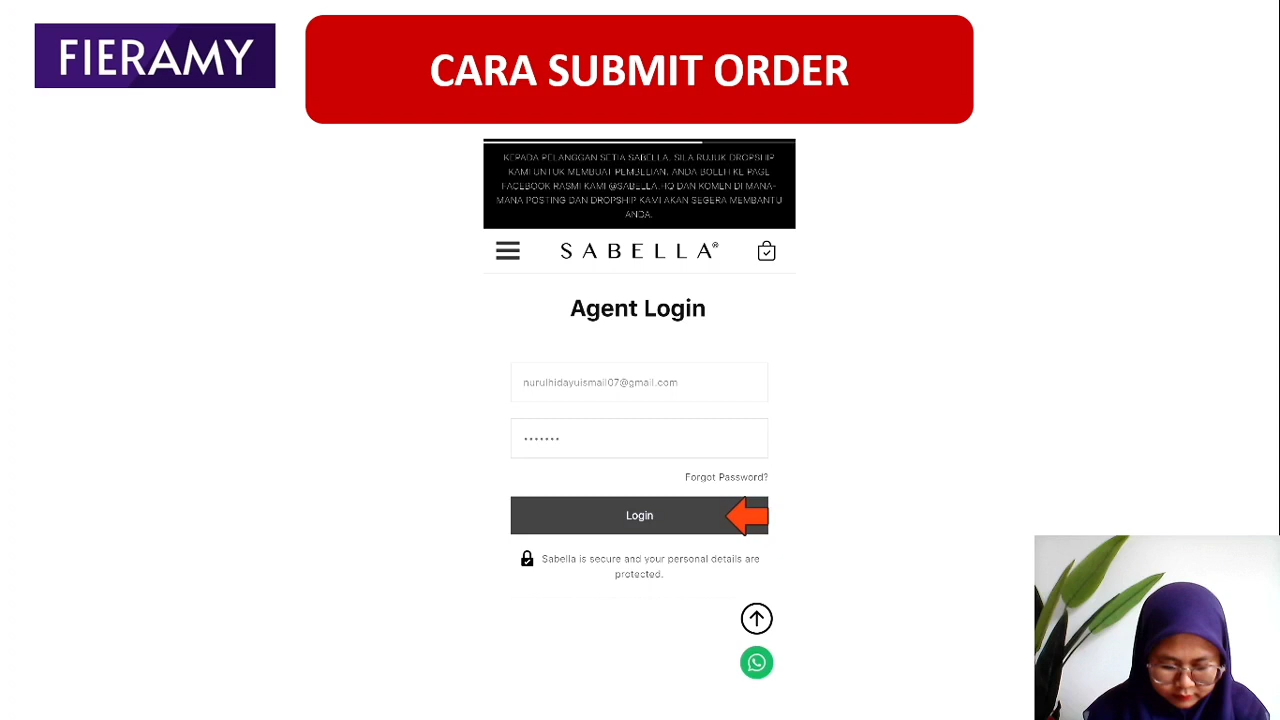 FIERAMY
CARA SUBMIT ORDER
KEPADA PELANGGAN SETIA SABELLA, SILA RUJUK DROPSHIP
KAMI UNTUK MEMBUAT PEMBELIAN. ANDA BOLEH KE PAGE
FACEBOOK RASMI KAMI @SABELLA.-IQ DAN KOMEN DI MANA-
MANA POSTING DAN DROPSHIP KAMI AKAN SEGERA MEMBANTU
ANDA.
SABELLA®
Agent Login
nurulhidayuismail07@gmail.com
•••••••
Forgot Password?
Login
Sabella is secure and your personal details are
protected.